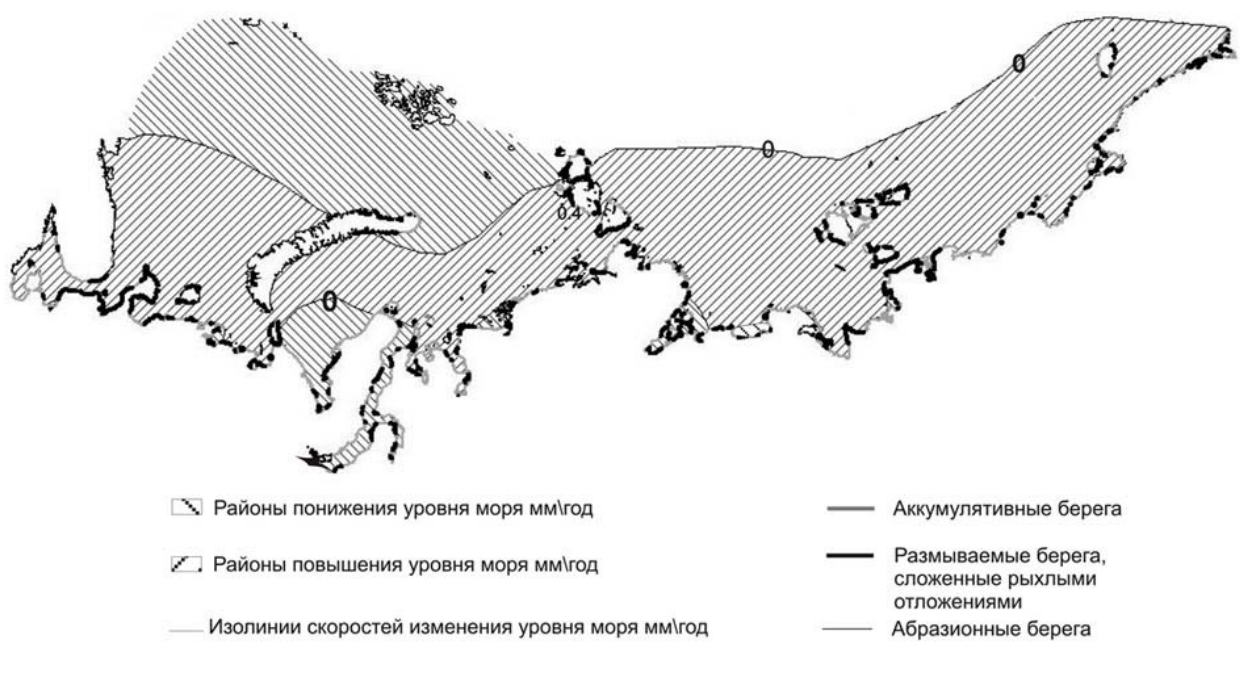 0
0
0.4
0
Районы понижения уровня моря мм\год
Районы повышения уровня моря мм\год
Изолинии скоростей изменения уровня моря мм\год
Аккумулятивные берега
Размываемые берега,
сложенные рыхлыми
отложениями
Абразионные берега